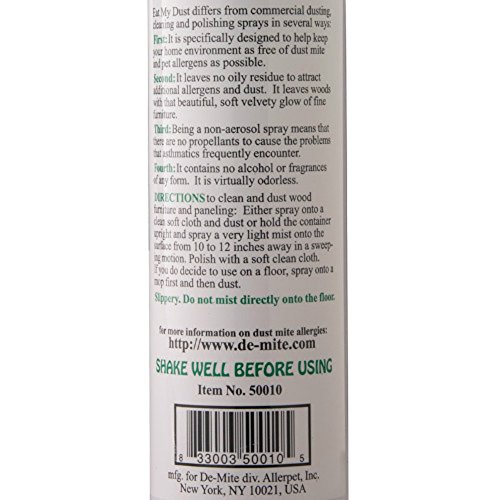 Eat My Dust differs from commercial dusting,
cleaning and polishing sprays in several ways:
First: It is specifically designed to help keep
your home environment as free of dust mite
and pet allergens as possible.
Second: It leaves no oily residue to attract
additional allergens and dust. It leaves woods
with that beautiful, soft velvety glow of fine
furniture.
Third: Being a non-aerosol spray means that
there are no propellants to cause the problems
that asthmatics frequently encounter.
Fourth: It contains no alcohol or fragrances
of any form. It is virtually odorless.
DIRECTIONS to clean and dust wood
furniture and paneling: Either spray onto a
clean soft cloth and dust or hold the container
upright and spray a very light mist onto the
surface from 10 to 12 inches away in a sweep-
ing motion. Polish with a soft clean cloth.
If you do decide to use on a floor, spray onto a
mop first and then dust.
Slippery. Do not mist directly onto the floor.
for more information on dust mite allergies:
http://www.de-mite.com
SHAKE WELL BEFORE USING
Item No. 50010
8 33003 50010 5
mfg. for De-Mite div. Allerpet, Inc.
New York, NY 10021, USA